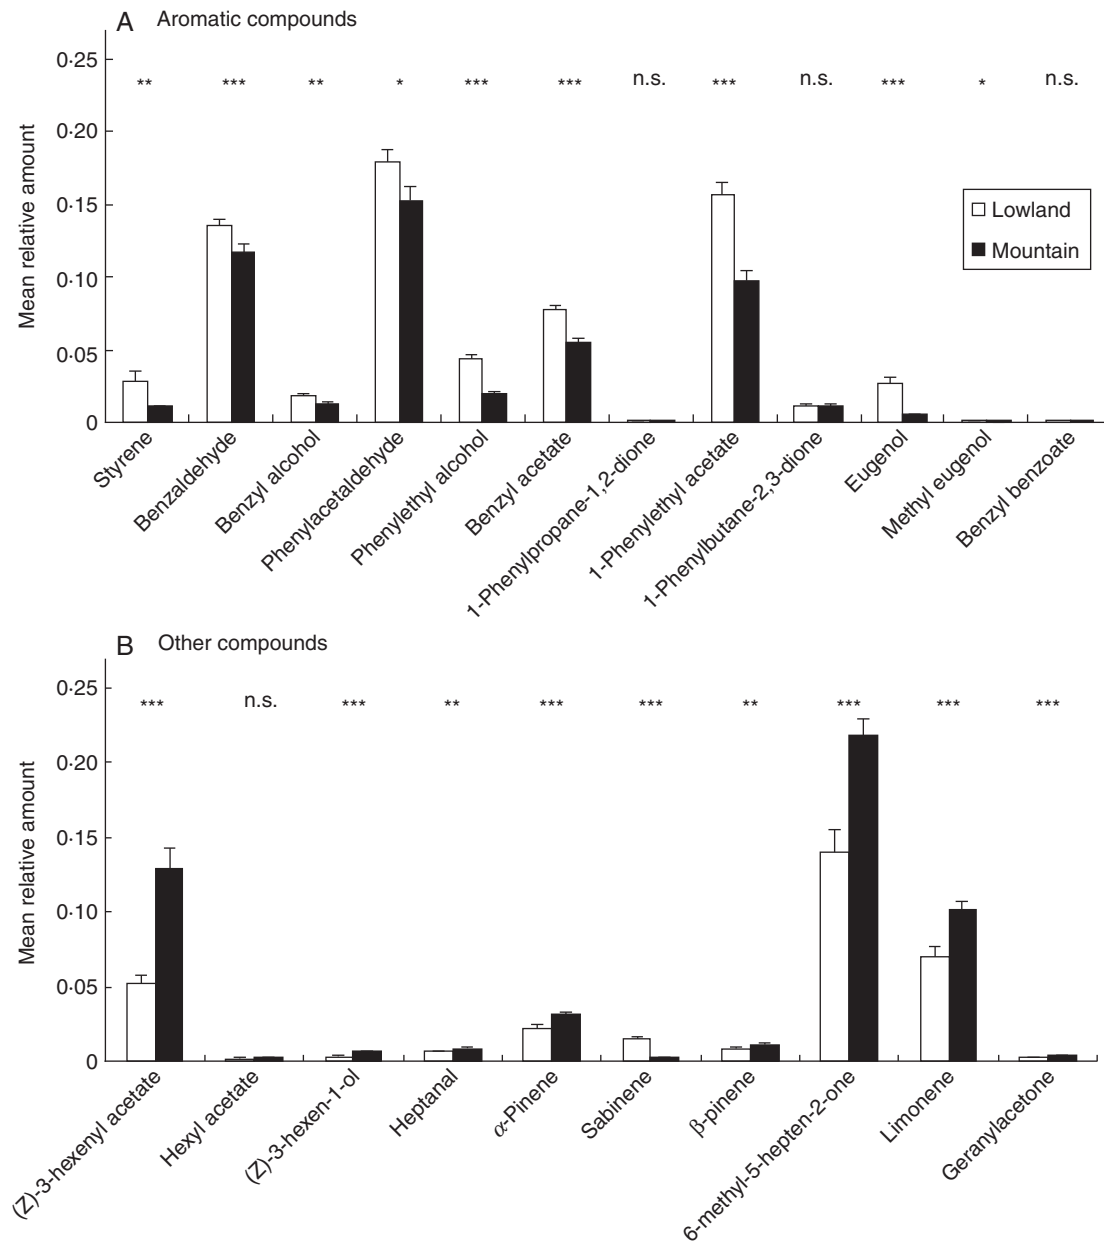 A Aromatic compounds
0·25
** *** ** * *** *** n.s. *** n.s. *** * n.s.
0·20
0·15
0·10
0·05
0
Mean relative amount
Lowland
Mountain
Styrene
Benzaldehyde
Benzyl alcohol
Phenylacetaldehyde
Phenylethyl alcohol
Benzyl acetate
1-Phenylpropane-1,2-dione
1-Phenylethyl acetate
1-Phenylbutane-2,3-dione
Eugenol
Methyl eugenol
Benzyl benzoate
B Other compounds
0·25
*** n.s. *** ** *** *** ** *** *** ***
0·20
0·15
0·10
0·05
0
Mean relative amount
(Z)-3-hexenyl acetate
Hexyl acetate
(Z)-3-hexen-1-ol
Heptanal
α-Pinene
Sabinene
β-pinene
6-methyl-5-hepten-2-one
Limonene
Geranylacetone